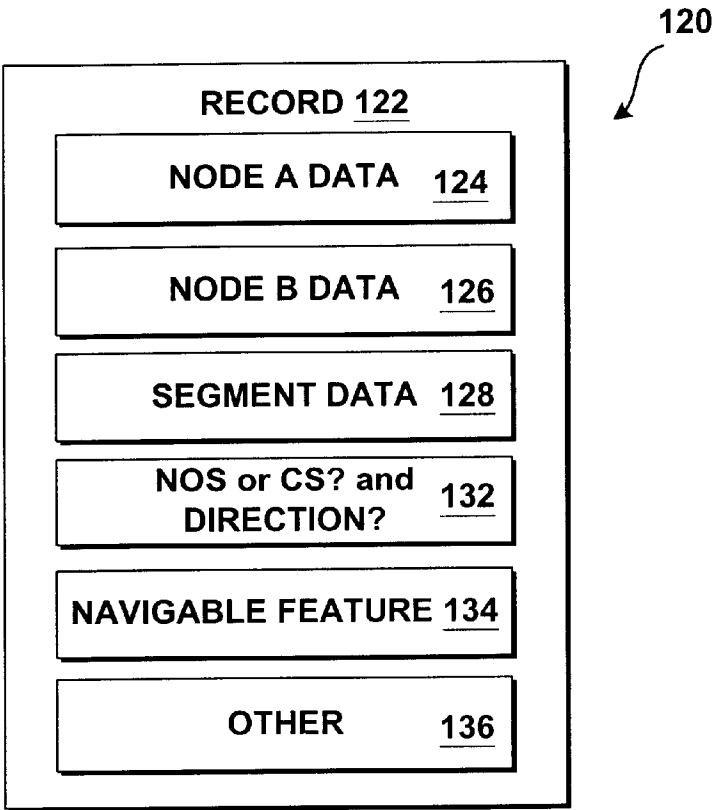 120
RECORD 122
NODE A DATA 124
NODE B DATA 126
SEGMENT DATA 128
NOS or CS? and
DIRECTION? 132
NAVIGABLE FEATURE 134
OTHER 136